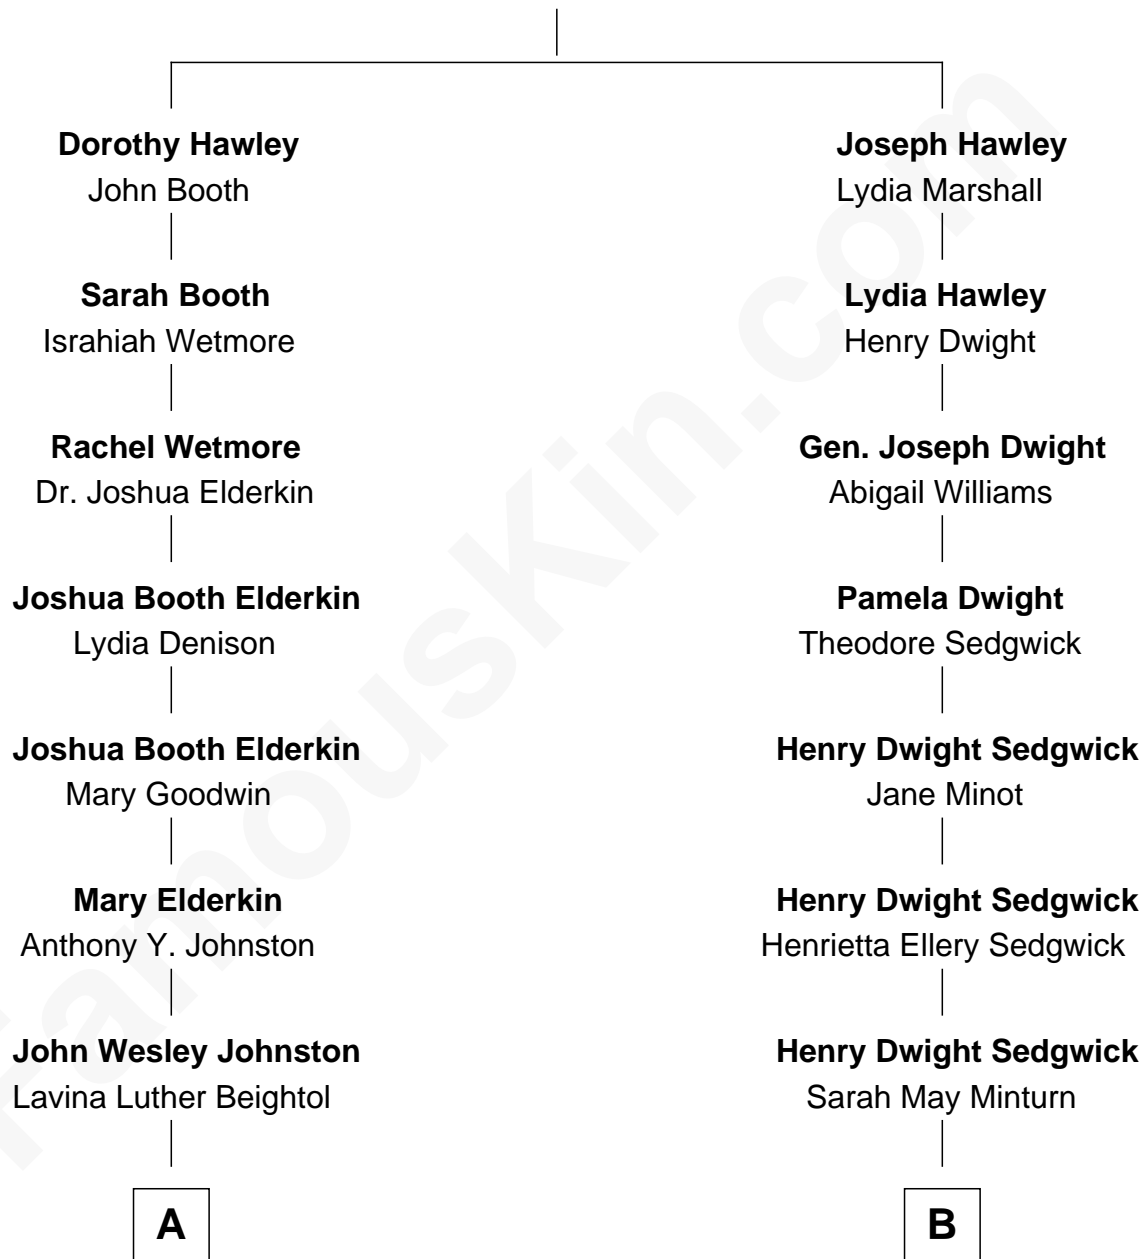 Dorothy Hawley
John Booth
Joseph Hawley
Lydia Marshall
Sarah Booth
Israhiah Wetmore
Lydia Hawley
Henry Dwight
Rachel Wetmore
Dr. Joshua Elderkin
Gen. Joseph Dwight
Abigail Williams
Joshua Booth Elderkin
Lydia Denison
Pamela Dwight
Theodore Sedgwick
Joshua Booth Elderkin
Mary Goodwin
Henry Dwight Sedgwick
Jane Minot
Mary Elderkin
Anthony Y. Johnston
Henry Dwight Sedgwick
Henrietta Ellery Sedgwick
John Wesley Johnston
Lavina Luther Beightol
Henry Dwight Sedgwick
Sarah May Minturn
A
B
FamousKin.com